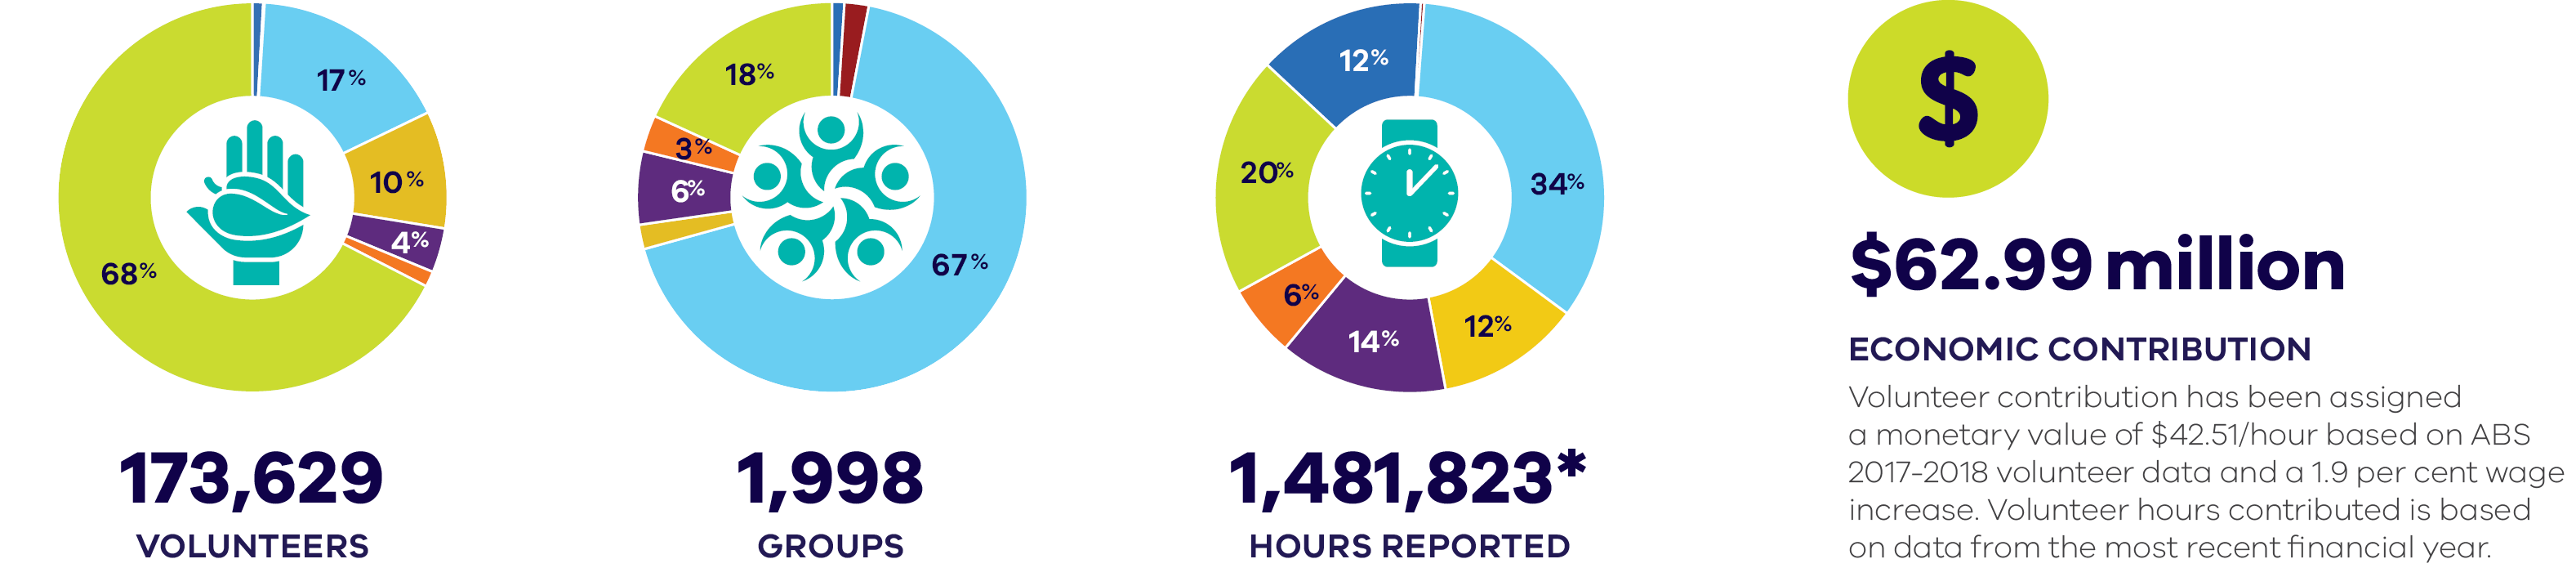 17%
10%
4%
68%
173,629
VOLUNTEERS
18%
3%
6%
67%
1,998
GROUPS
12%
20%
34%
6%
14%
12%
1,481,823*
HOURS REPORTED
$
$62.99 million
ECONOMIC CONTRIBUTION
Volunteer contribution has been assigned
a monetary value of $42.51/hour based on ABS
2017-2018 volunteer data and a 1.9 per cent wage
increase. Volunteer hours contributed is based
on data from the most recent financial year.